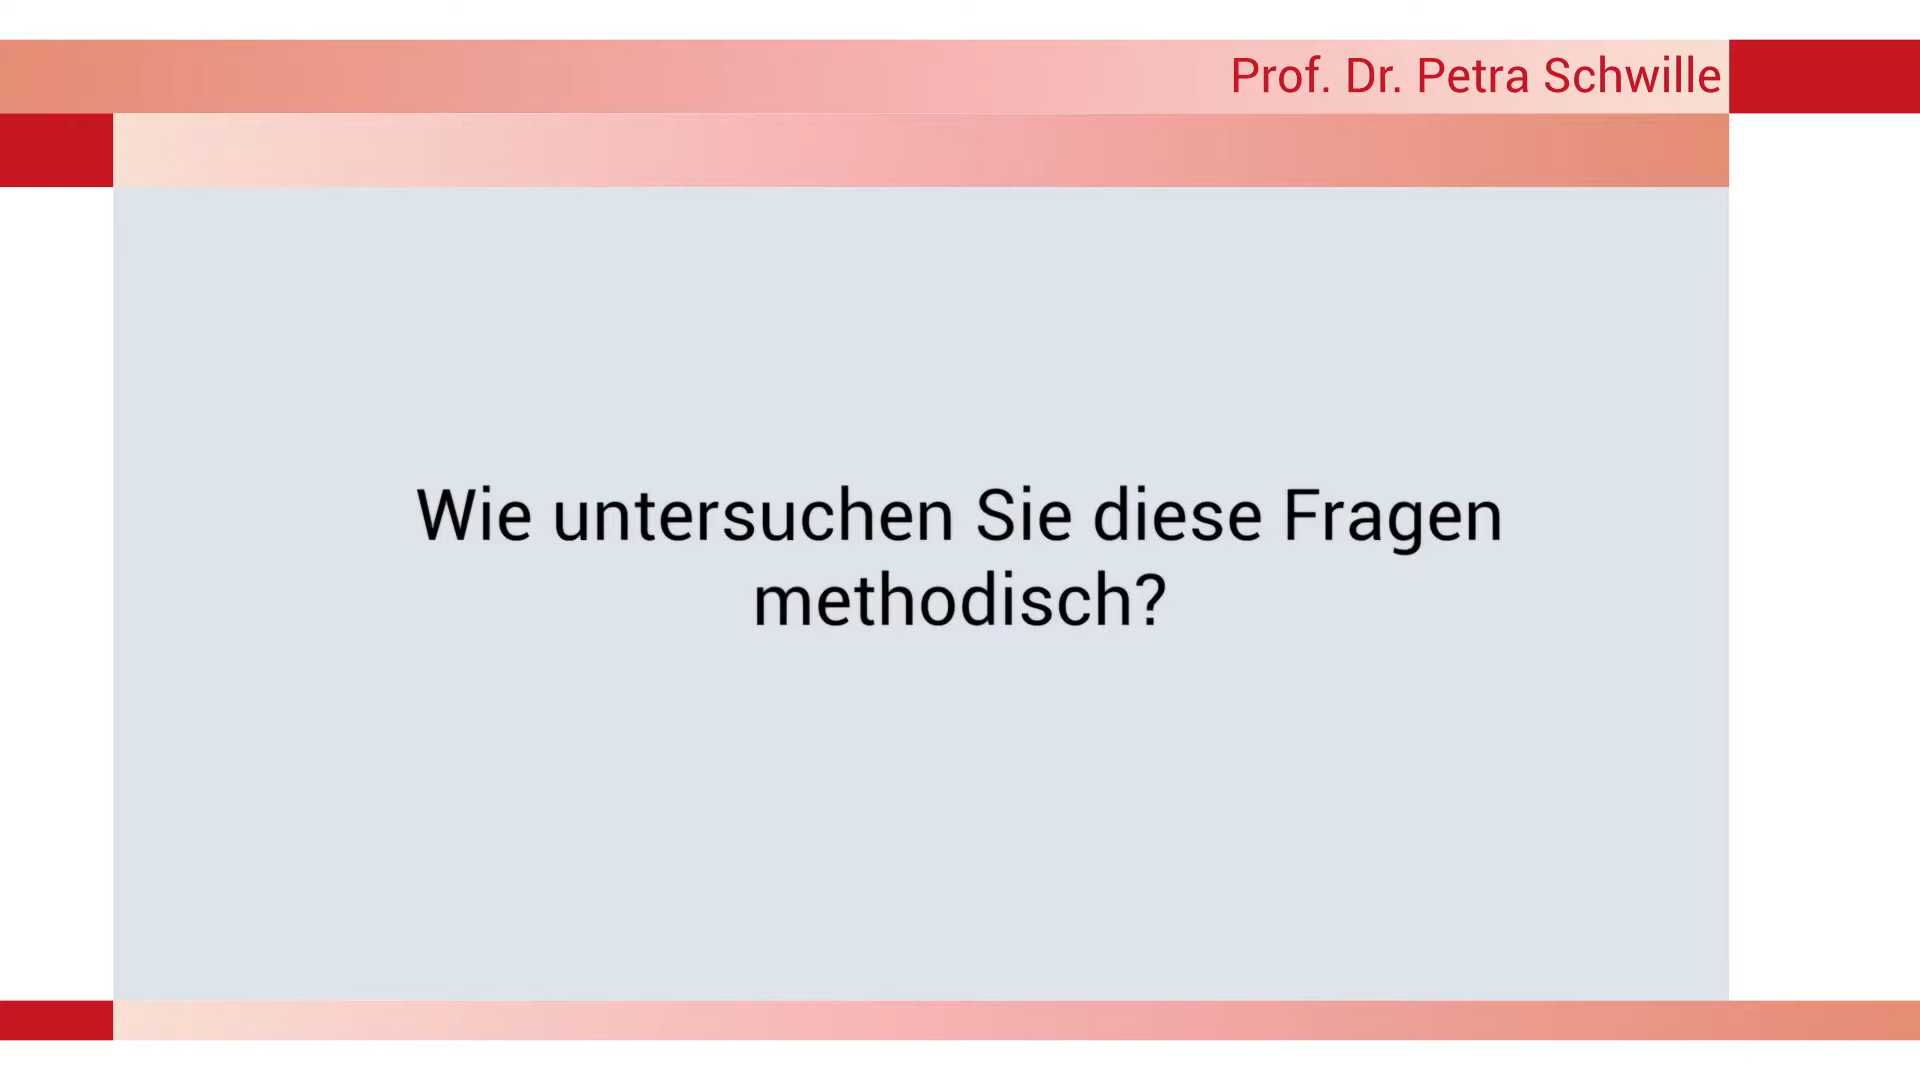 Prof. Dr. Petra Schwille
Wie untersuchen Sie diese Fragen
methodisch?